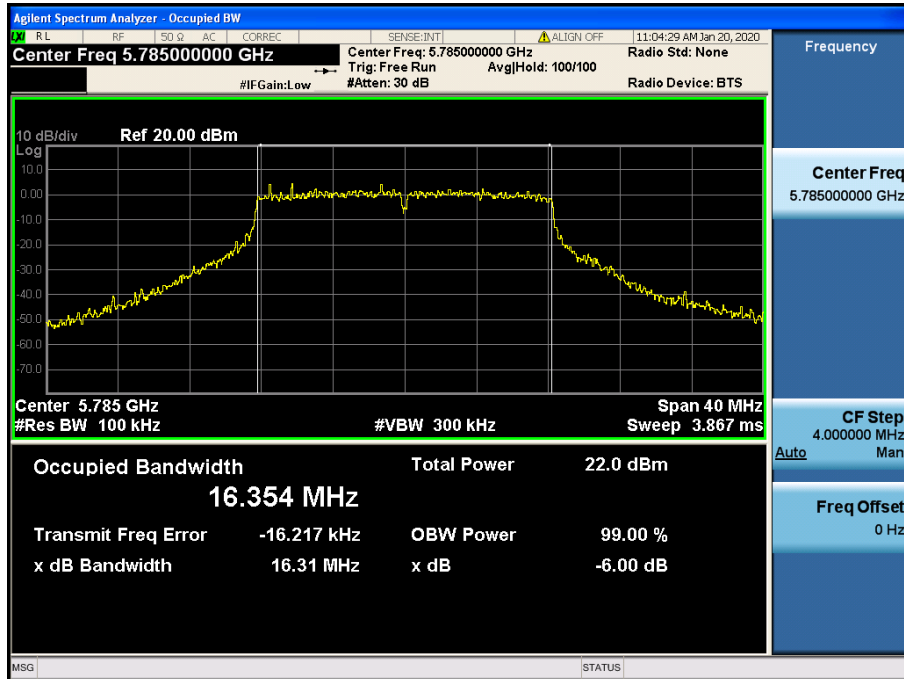 Agilent Spectrum Analyzer - Occupied BW
LXI RL RF 50 Ω AC CORREC SENSE:INT ALIGN OFF 11:04:29 AM Jan 20, 2020
Center Freq 5.785000000 GHz
Center Freq: 5.785000000 GHz Radio Std: None
Trig: Free Run Avg|Hold: 100/100
#IFGain:Low #Atten: 30 dB Radio Device: BTS
10 dB/div Ref 20.00 dBm
Log
10.0
0.00
-10.0
-20.0
-30.0
-40.0
-50.0
-60.0
-70.0
Center 5.785 GHz Span 40 MHz
#Res BW 100 kHz #VBW 300 kHz Sweep 3.867 ms
Occupied Bandwidth Total Power 22.0 dBm
16.354 MHz
Transmit Freq Error -16.217 kHz OBW Power 99.00 %
x dB Bandwidth 16.31 MHz x dB -6.00 dB
MSG STATUS
Frequency
Center Freq
5.785000000 GHz
CF Step
4.000000 MHz
Auto Man
Freq Offset
0 Hz